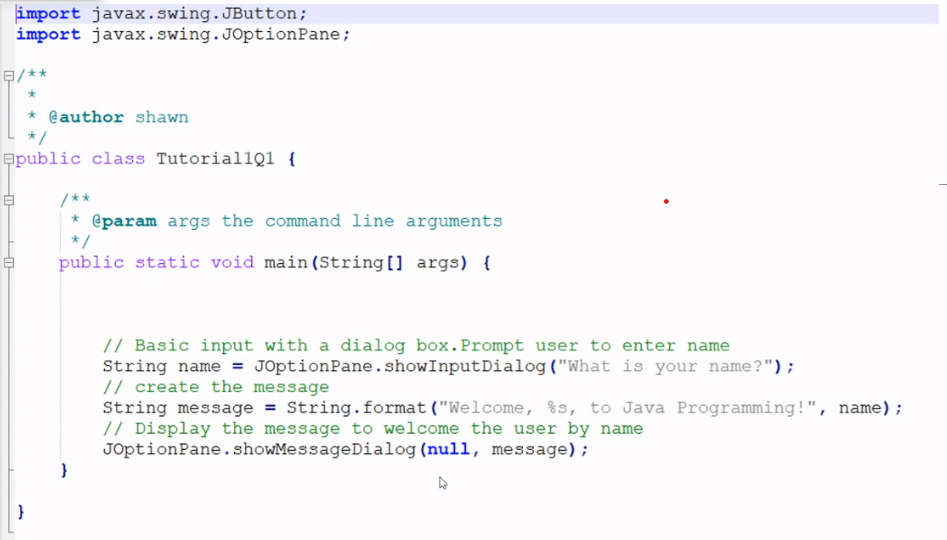 import javax.swing.JButton;
import javax.swing.JOptionPane;
/**
*
* @author shawn
*/
public class Tutorial1Q1 {
/**
* @param args the command line arguments
*/
public static void main(String[] args) {
// Basic input with a dialog box.Prompt user to enter name
String name = JOptionPane.showInputDialog("What is your name?");
// create the message
String message = String.format("Welcome, %s, to Java Programming!", name);
// Display the message to welcome the user by name
JOptionPane.showMessageDialog(null, message);
}
}